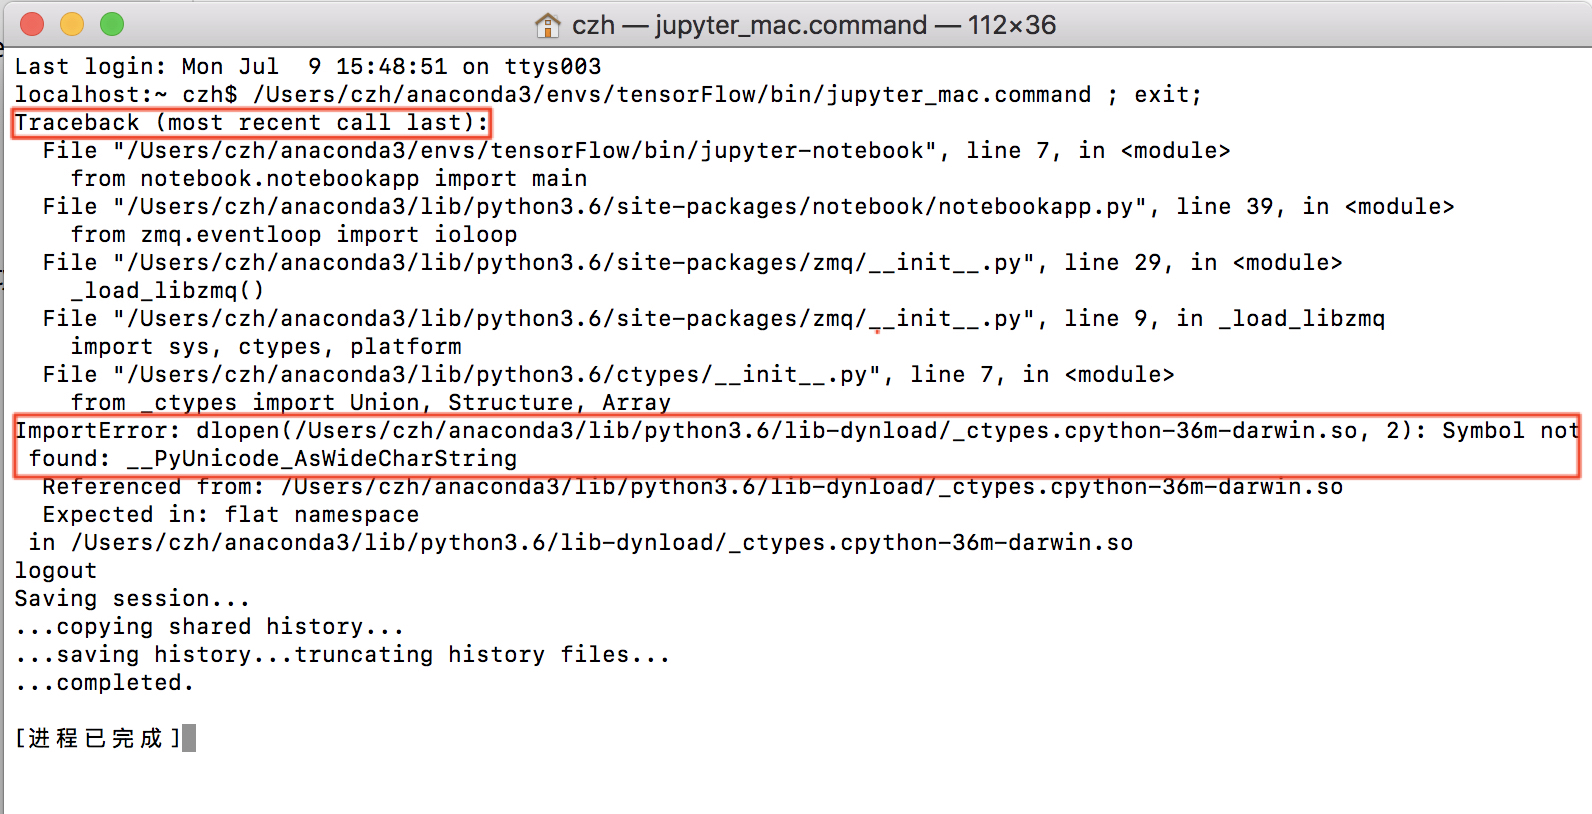 czh — jupyter_mac.command — 112×36
Last login: Mon Jul  9 15:48:51 on ttys003
localhost:~ czh$ /Users/czh/anaconda3/envs/tensorFlow/bin/jupyter_mac.command ; exit;
Traceback (most recent call last):
  File "/Users/czh/anaconda3/envs/tensorFlow/bin/jupyter-notebook", line 7, in <module>
    from notebook.notebookapp import main
  File "/Users/czh/anaconda3/lib/python3.6/site-packages/notebook/notebookapp.py", line 39, in <module>
    from zmq.eventloop import ioloop
  File "/Users/czh/anaconda3/lib/python3.6/site-packages/zmq/__init__.py", line 29, in <module>
    _load_libzmq()
  File "/Users/czh/anaconda3/lib/python3.6/site-packages/zmq/__init__.py", line 9, in _load_libzmq
    import sys, ctypes, platform
  File "/Users/czh/anaconda3/lib/python3.6/ctypes/__init__.py", line 7, in <module>
    from _ctypes import Union, Structure, Array
ImportError: dlopen(/Users/czh/anaconda3/lib/python3.6/lib-dynload/_ctypes.cpython-36m-darwin.so, 2): Symbol not
 found: __PyUnicode_AsWideCharString
  Referenced from: /Users/czh/anaconda3/lib/python3.6/lib-dynload/_ctypes.cpython-36m-darwin.so
  Expected in: flat namespace
 in /Users/czh/anaconda3/lib/python3.6/lib-dynload/_ctypes.cpython-36m-darwin.so
logout
Saving session...
...copying shared history...
...saving history...truncating history files...
...completed.
[进程已完成]